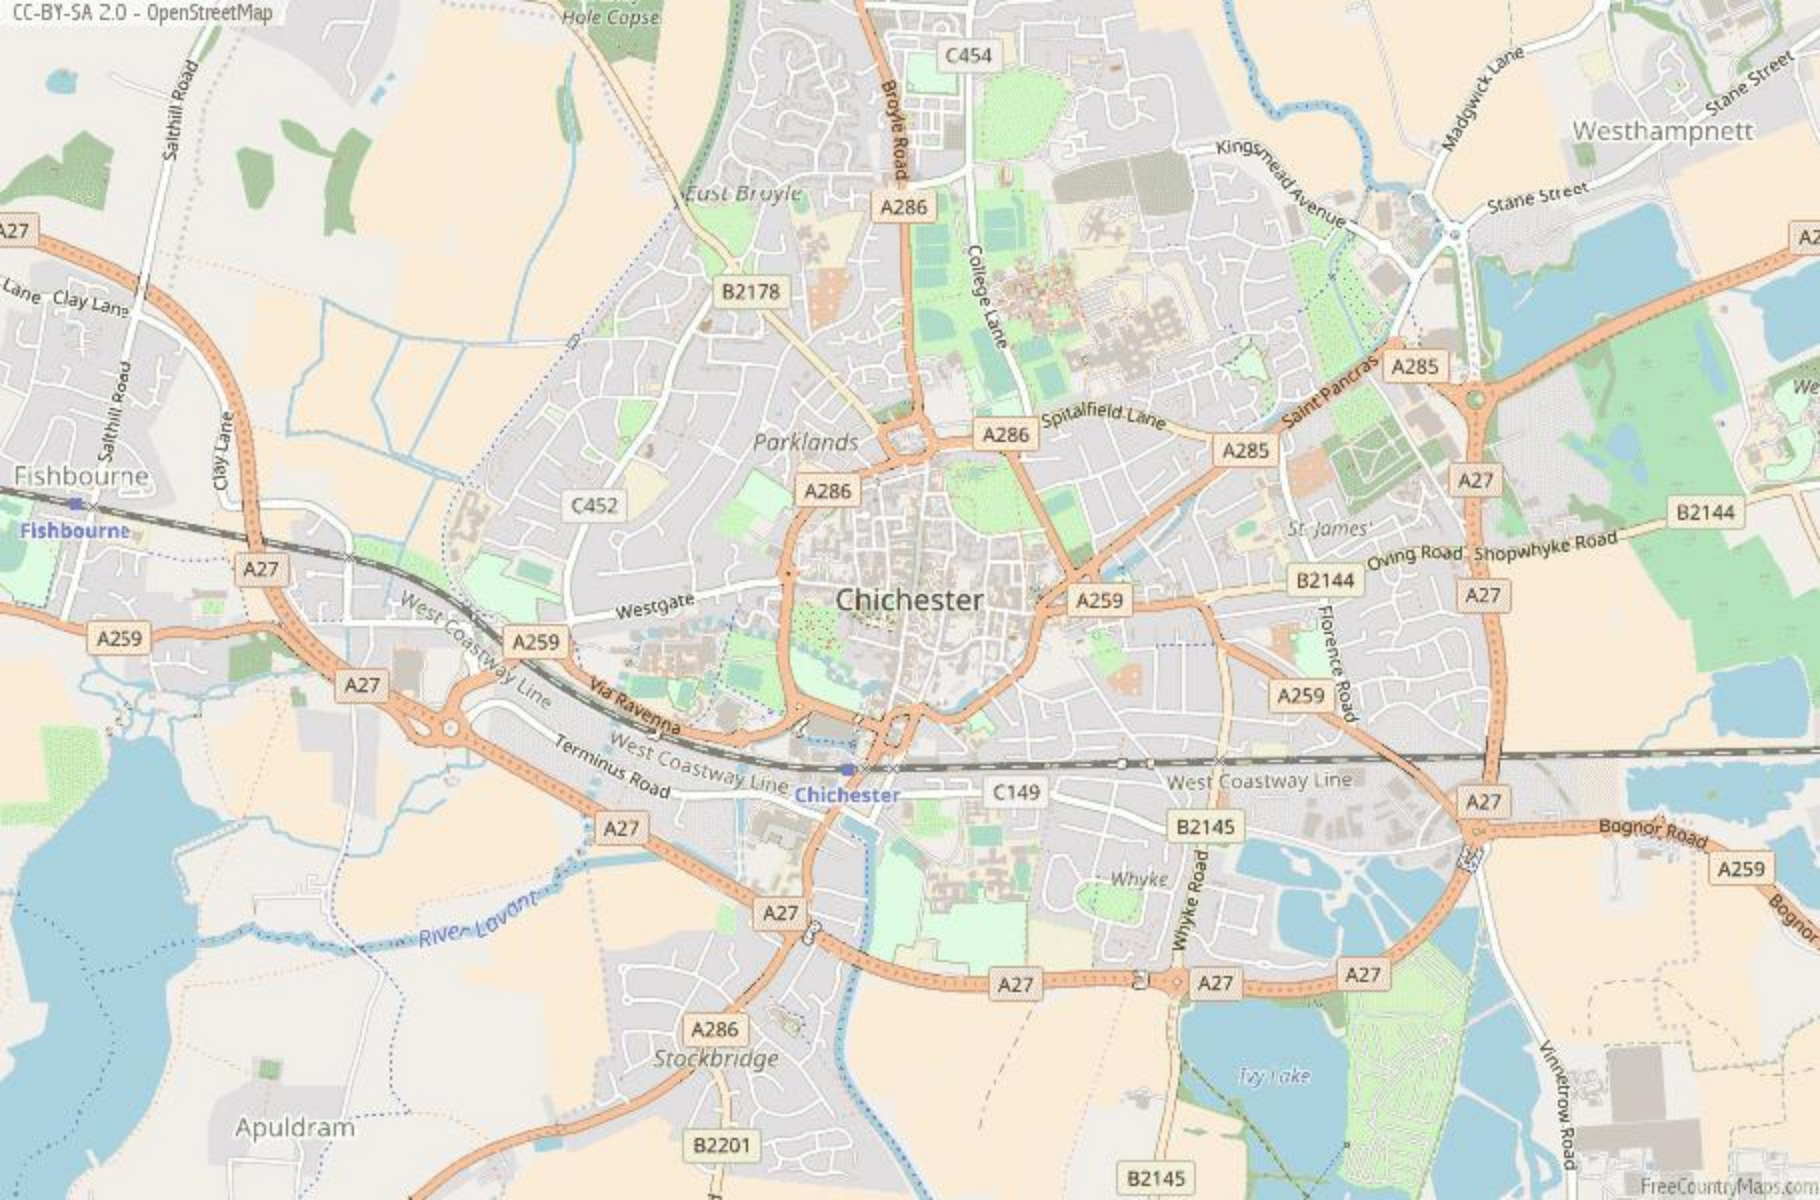 CC-BY-SA 2.0 - OpenStreetMap
Hole Copse
C454
Salthill Road
Broyle Road
Madgwick Lane
Stane Street
Westhampnett
Kingsmead Avenue
East Broyle
Stane Street
A286
A27
College Lane
Lane
Clay Lane
B2178
A285
Saint Pancras
Salthill Road
Clay Lane
Parklands
A286
Spitalfield Lane
A285
Fishbourne
A286
C452
A27
B2144
Fishbourne
St. James'
Oving Road
Shopwhyke Road
A27
B2144
A27
Chichester
A259
Westgate
West Coastway Line
A259
A259
Florence Road
A27
Via Ravenna
A259
Terminus Road
West Coastway Line
West Coastway Line
Chichester
C149
A27
A27
B2145
Bognor Road
A259
Whyke
Whyke Road
A27
River Lavant
Bognor
A27
A27
A27
A286
Stockbridge
Ivy Lake
Vinnetrow Road
Apuldram
B2201
B2145
FreeCountryMaps.com